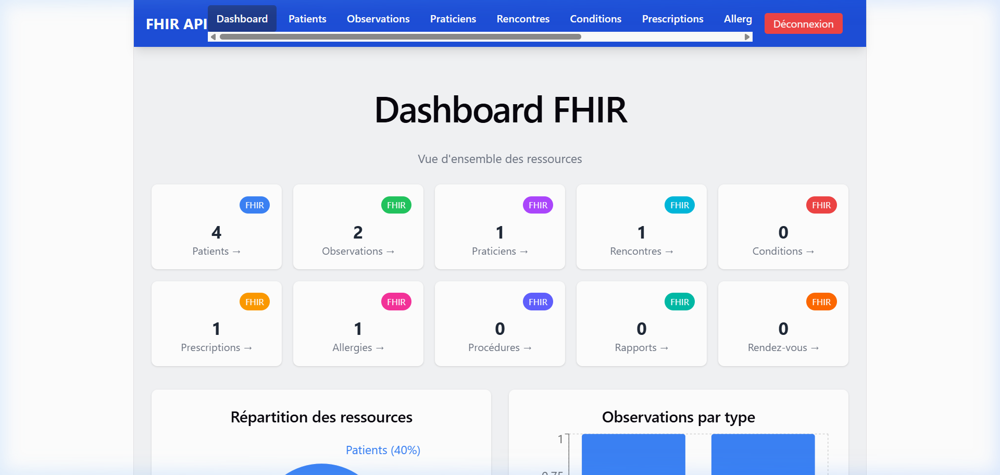 FHIR API
Dashboard Patients Observations Praticiens Rencontres Conditions Prescriptions Allerg
Déconnexion
Dashboard FHIR
Vue d'ensemble des ressources
FHIR
4
Patients →
FHIR
2
Observations →
FHIR
1
Praticiens →
FHIR
1
Rencontres →
FHIR
0
Conditions →
FHIR
1
Prescriptions →
FHIR
1
Allergies →
FHIR
0
Procédures →
FHIR
0
Rapports →
FHIR
0
Rendez-vous →
Répartition des ressources
Patients (40%)
Observations par type
1
0.75